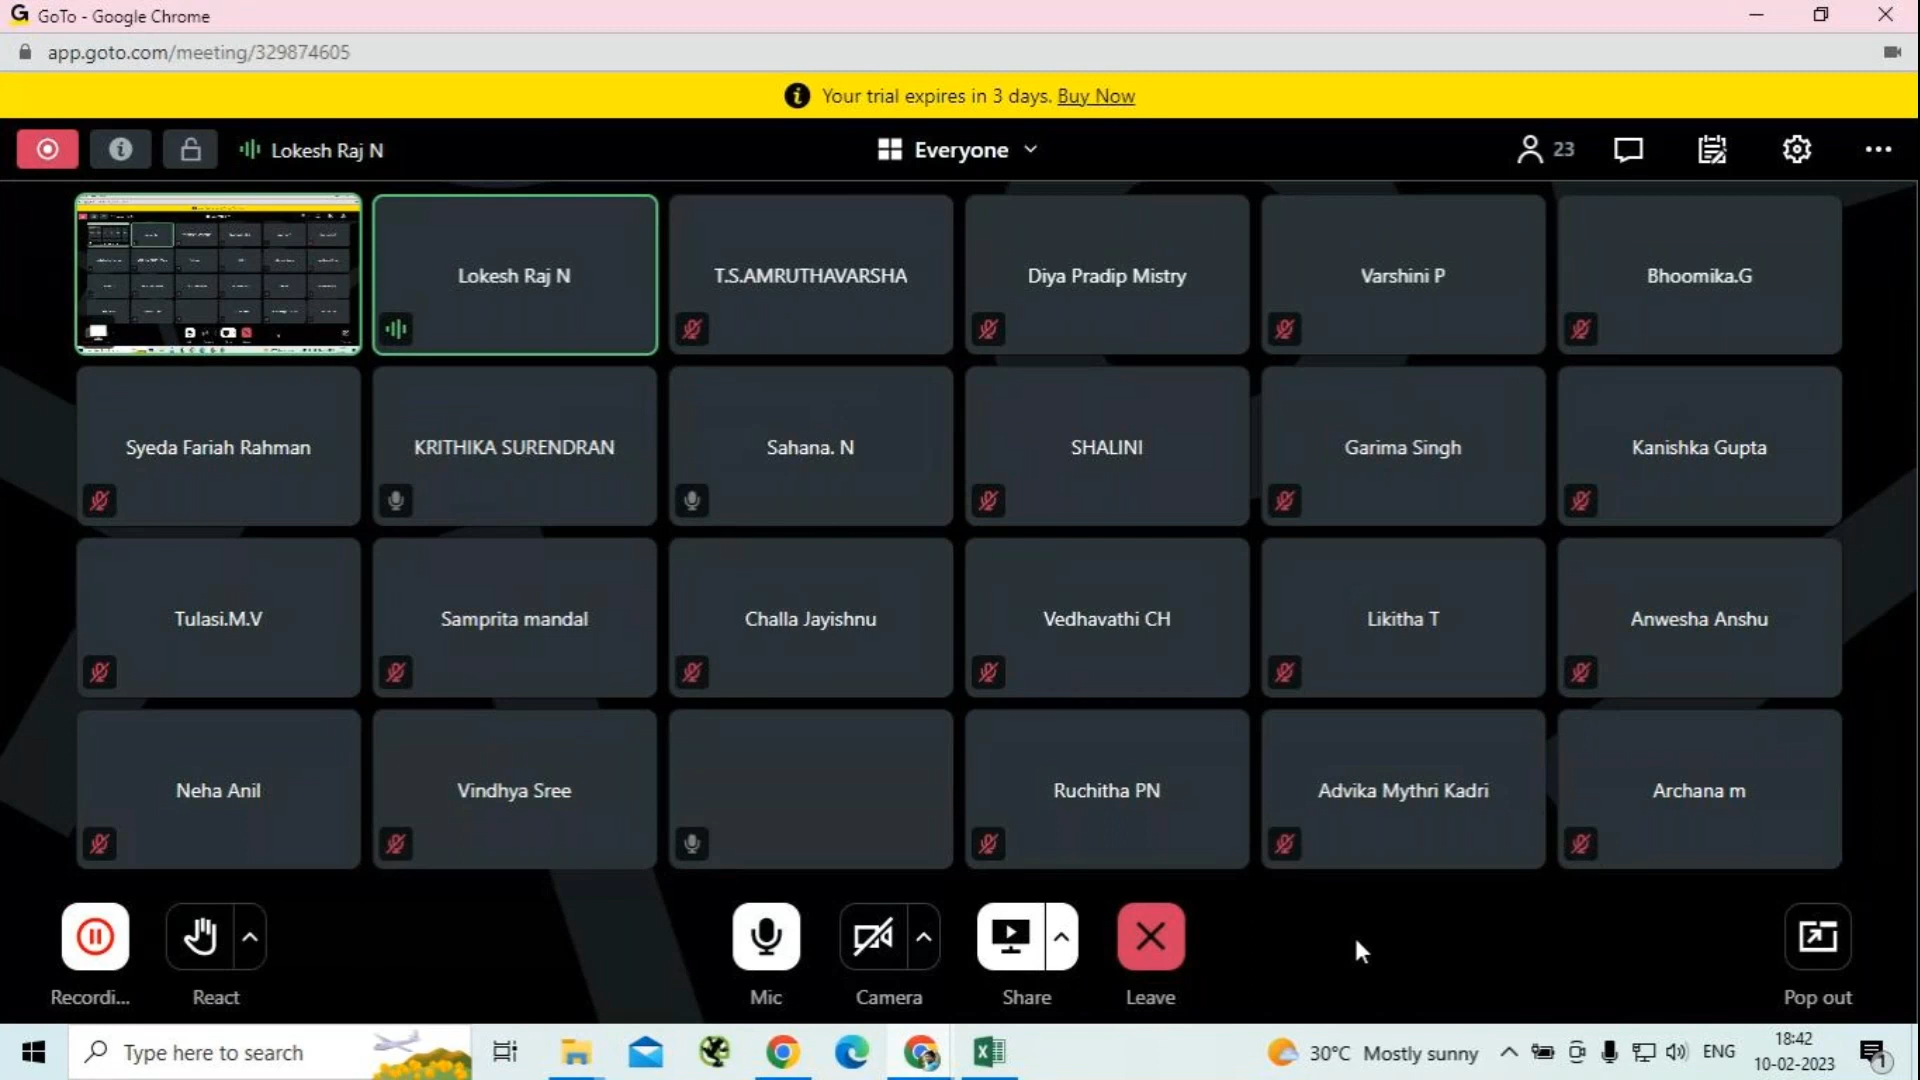 GoTo - Google Chrome
app.goto.com/meeting/329874605
Your trial expires in 3 days. Buy Now
Lokesh Raj N
Everyone
23
Lokesh Raj N
T.S.AMRUTHAVARSHA
Diya Pradip Mistry
Varshini P
Bhoomika.G
Syeda Fariah Rahman
KRITHIKA SURENDRAN
Sahana. N
SHALINI
Garima Singh
Kanishka Gupta
Tulasi.M.V
Samprita mandal
Challa Jayishnu
Vedhavathi CH
Likitha T
Anwesha Anshu
Neha Anil
Vindhya Sree
Ruchitha PN
Advika Mythri Kadri
Archana m
Recordi...
React
Mic
Camera
Share
Leave
Pop out
Type here to search
30°C Mostly sunny
ENG
18:42
10-02-2023
1